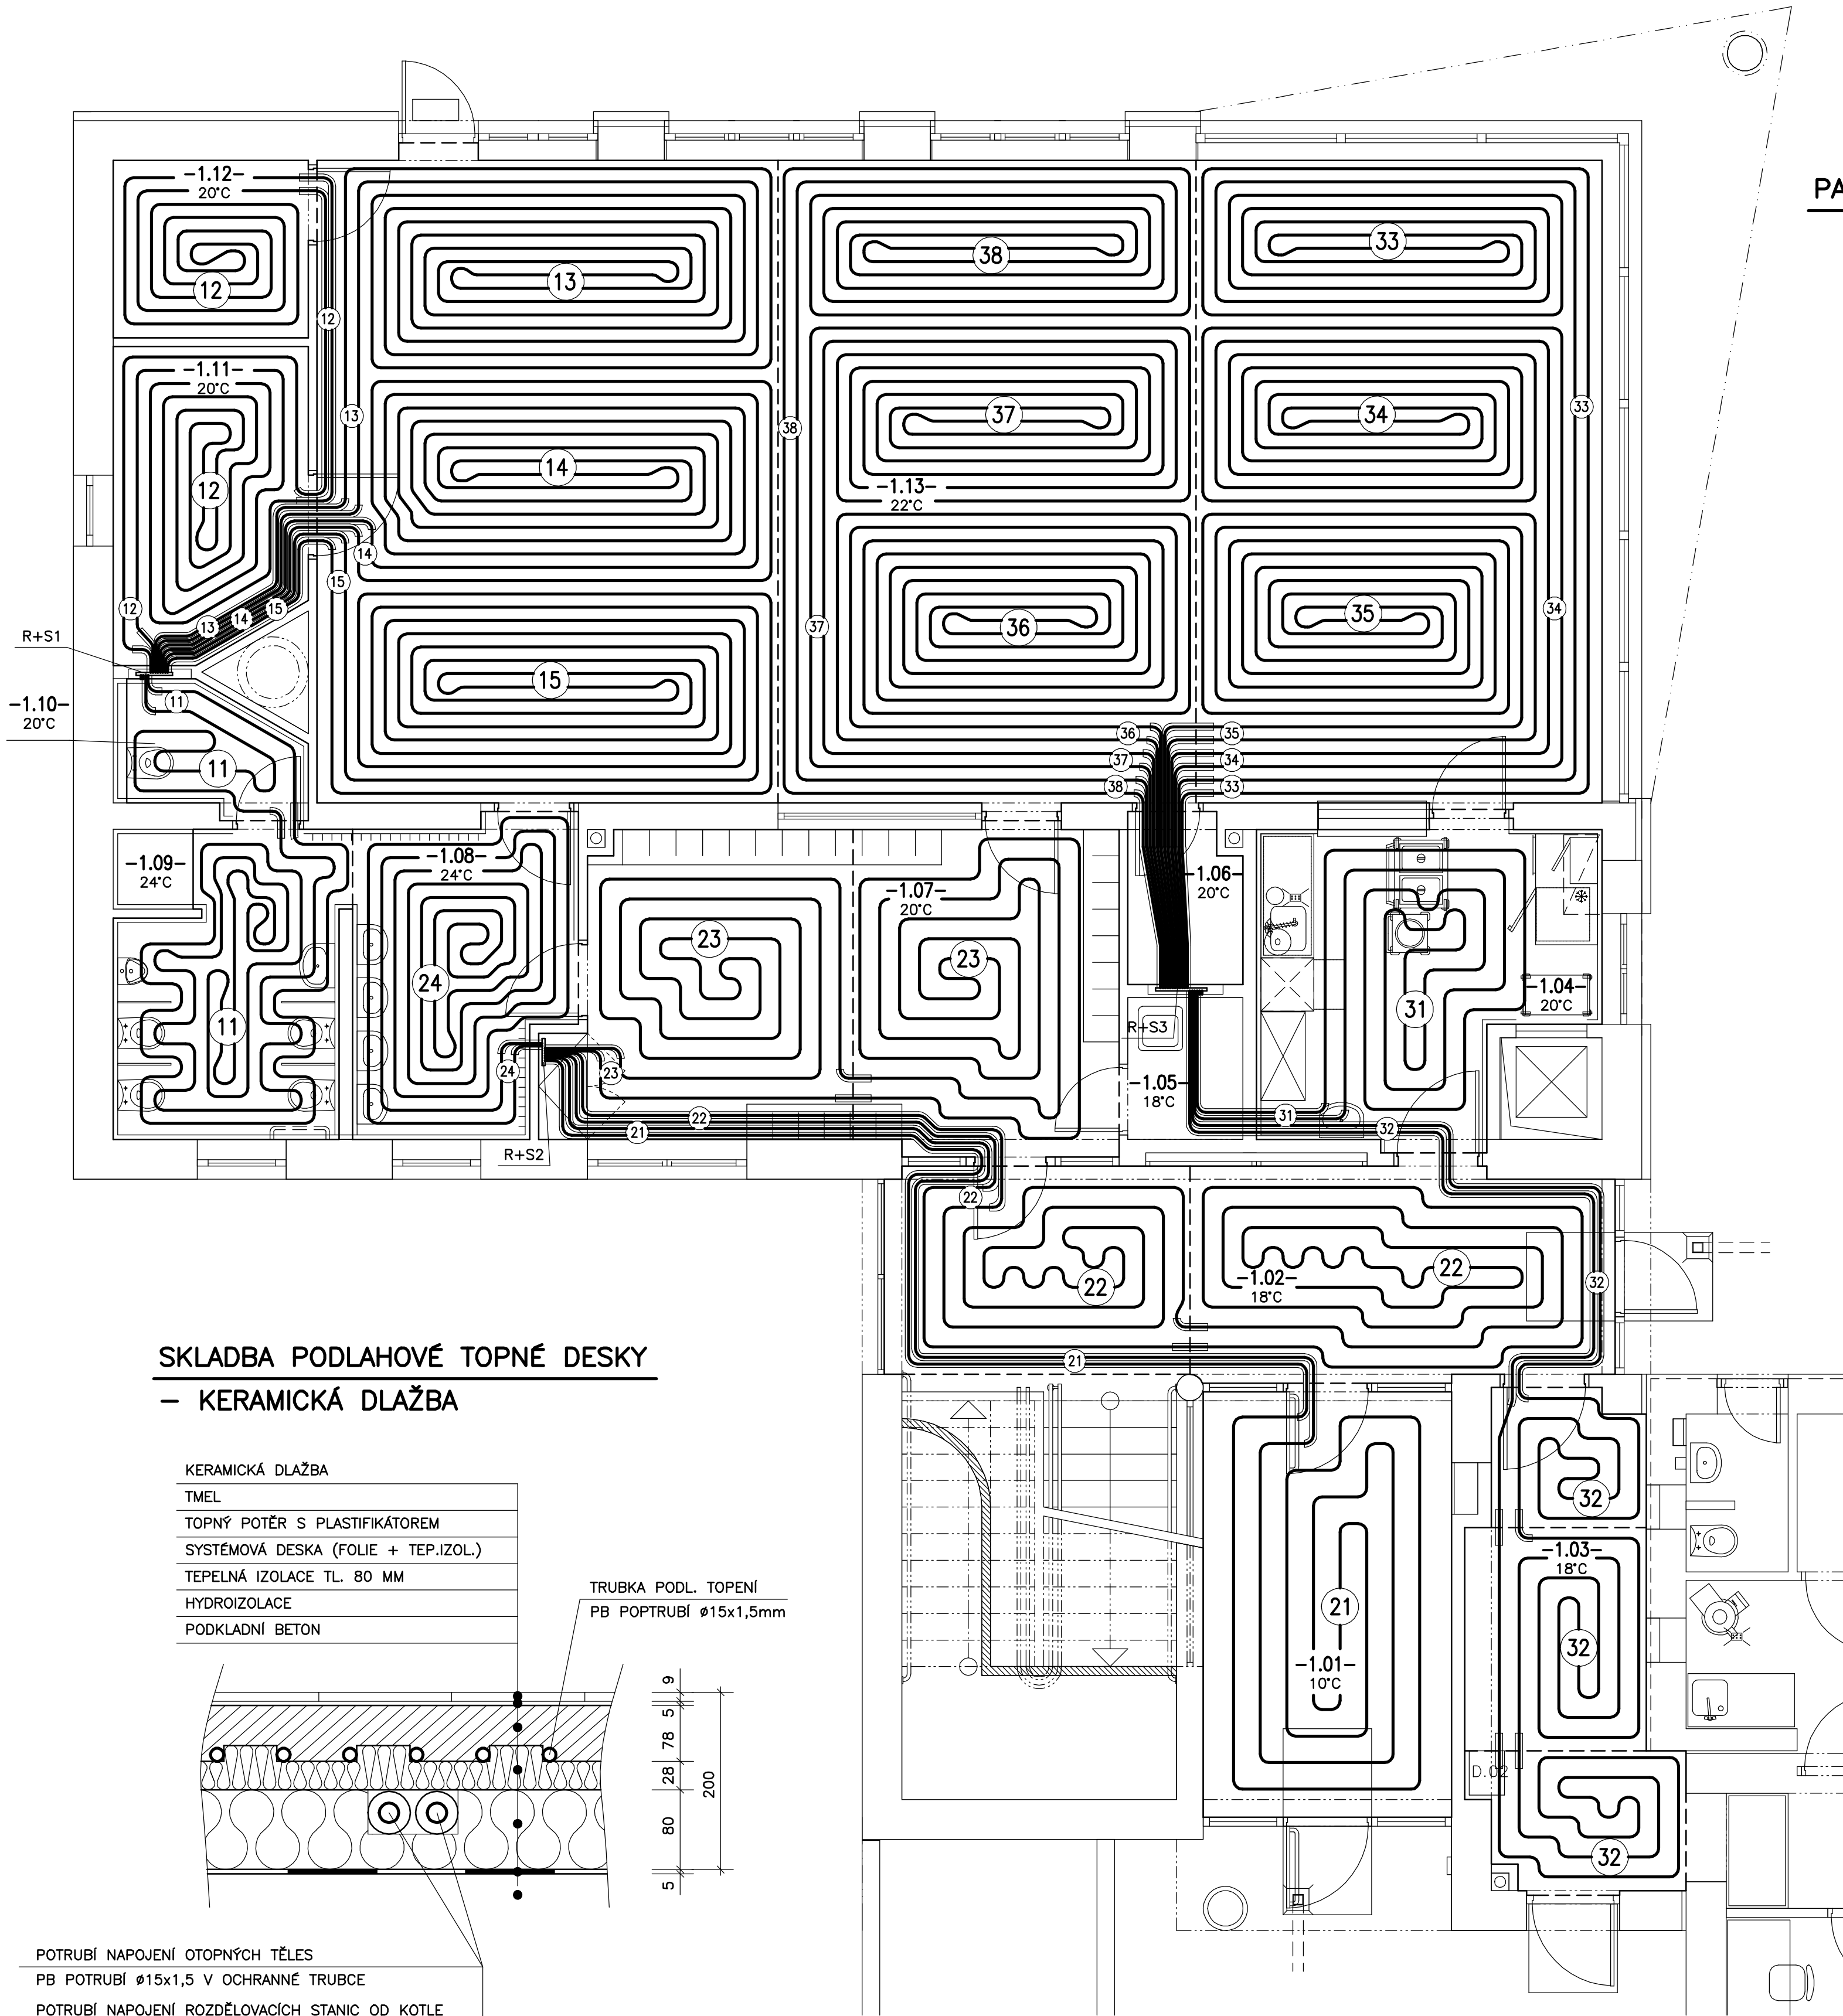 PA
-1.12-
20°C
12
12
-1.11-
20°C
12
12
13
14
15
R+S1
-1.10-
20°C
11
11
13
13
14
14
15
15
38
38
37
37
-1.13-
22°C
36
33
33
34
34
35
36
35
37
34
38
33
-1.09-
24°C
11
-1.08-
24°C
24
24
23
23
-1.07-
20°C
23
22
21
R+S2
-1.06-
20°C
R+S3
-1.05-
18°C
31
31
32
-1.04-
20°C
22
22
-1.02-
18°C
22
32
21
21
-1.01-
10°C
32
-1.03-
18°C
32
D.02
32
SKLADBA PODLAHOVÉ TOPNÉ DESKY
– KERAMICKÁ DLAŽBA
KERAMICKÁ DLAŽBA
TMEL
TOPNÝ POTĚR S PLASTIFIKÁTOREM
SYSTÉMOVÁ DESKA (FOLIE + TEP.IZOL.)
TEPELNÁ IZOLACE TL. 80 MM
HYDROIZOLACE
PODKLADNÍ BETON
TRUBKA PODL. TOPENÍ
PB POPTRUBÍ ø15x1,5mm
9
5
78
28
80
5
200
POTRUBÍ NAPOJENÍ OTOPNÝCH TĚLES
PB POTRUBÍ ø15x1,5 V OCHRANNÉ TRUBCE
POTRUBÍ NAPOJENÍ ROZDĚLOVACÍCH STANIC OD KOTLE